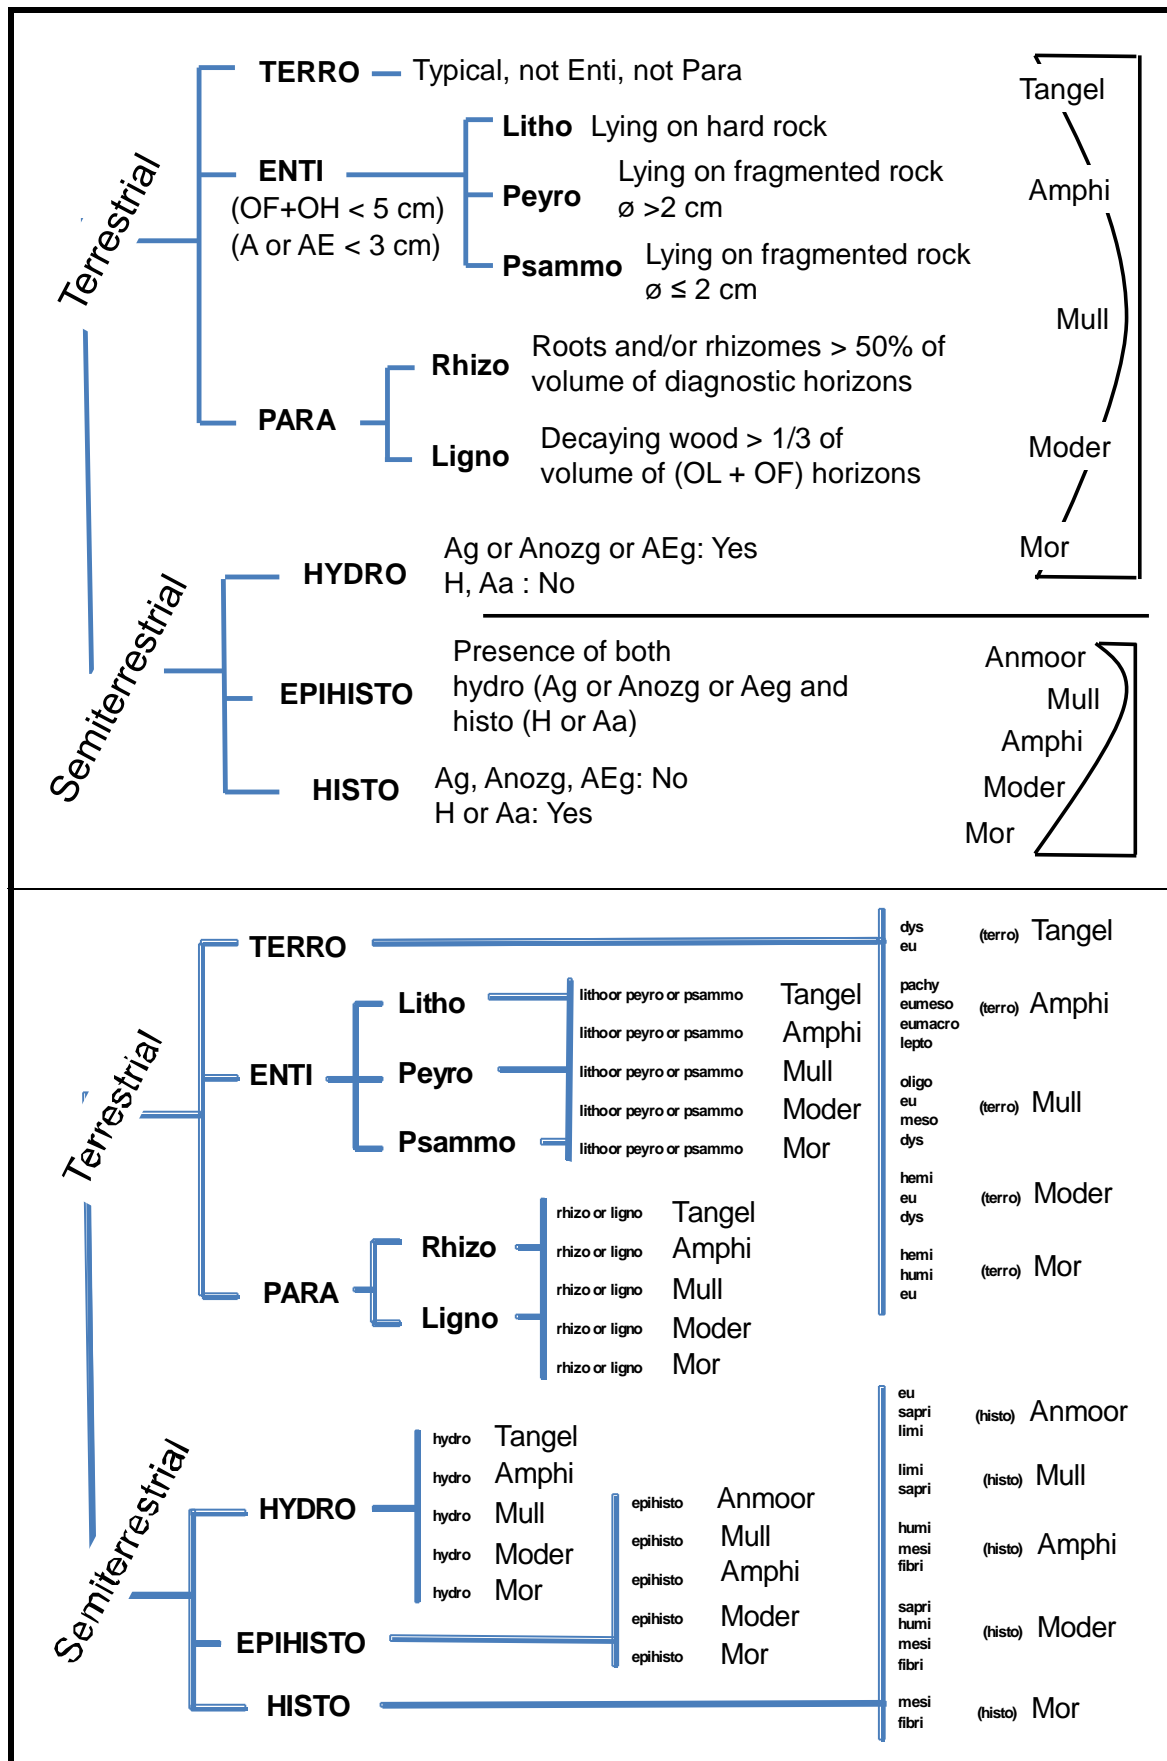 Terrestrial
TERRO
Typical, not Enti, not Para
ENTI
(OF+OH < 5 cm)
(A or AE < 3 cm)
Litho Lying on hard rock
Peyro
Lying on fragmented rock
ø >2 cm
Psammo
Lying on fragmented rock
ø ≤ 2 cm
PARA
Rhizo
Roots and/or rhizomes > 50% of
volume of diagnostic horizons
Ligno
Decaying wood > 1/3 of
volume of (OL + OF) horizons
Semiterrestrial
HYDRO
Ag or Anozg or AEg: Yes
H, Aa : No
Tangel
Amphi
Mull
Moder
Mor
EPIHISTO
Presence of both
hydro (Ag or Anozg or Aeg and
histo (H or Aa)
HISTO
Ag, Anozg, AEg: No
H or Aa: Yes
Anmoor
Mull
Amphi
Moder
Mor
Terrestrial
TERRO
dys
eu
(terro) Tangel
pachy
eumeso
eumacro
lepto
(terro) Amphi
oligo
eu
meso
dys
(terro) Mull
hemi
eu
dys
(terro) Moder
hemi
humi
eu
(terro) Mor
ENTI
Litho
Peyro
Psammo
lithoor peyro or psammo Tangel
lithoor peyro or psammo Amphi
lithoor peyro or psammo Mull
lithoor peyro or psammo Moder
lithoor peyro or psammo Mor
PARA
Rhizo
Ligno
rhizo or ligno Tangel
rhizo or ligno Amphi
rhizo or ligno Mull
rhizo or ligno Moder
rhizo or ligno Mor
Semiterrestrial
HYDRO
hydro Tangel
hydro Amphi
hydro Mull
hydro Moder
hydro Mor
EPIHISTO
epihisto Anmoor
epihisto Mull
epihisto Amphi
epihisto Moder
epihisto Mor
HISTO
eu
sapri
limi
(histo) Anmoor
limi
sapri
(histo) Mull
humi
mesi
fibri
(histo) Amphi
sapri
humi
mesi
fibri
(histo) Moder
mesi
fibri
(histo) Mor